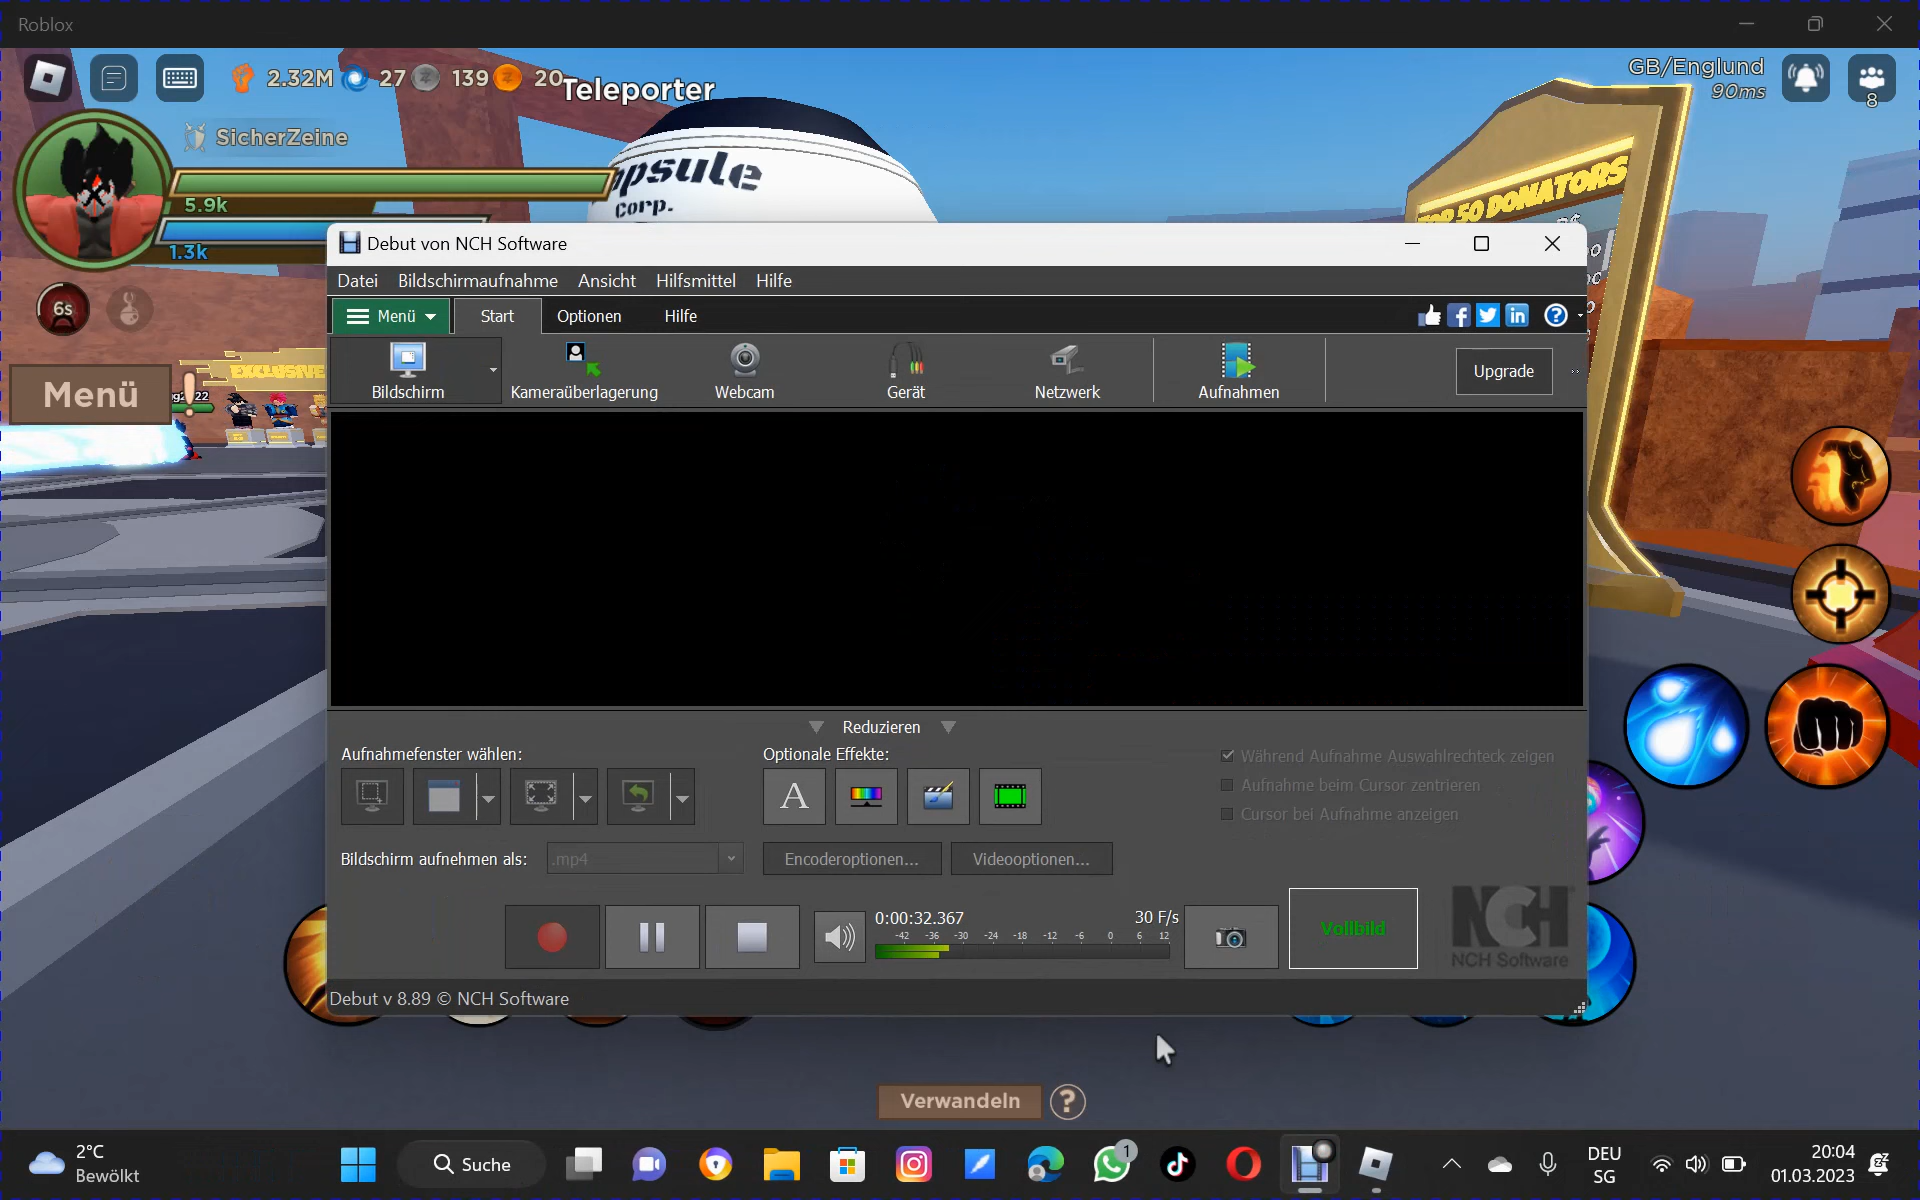 Roblox
2.32M 27 139 20
Teleporter
GB/Englund
90ms
8
SicherZeine
5.9k
1.3k
6s
psule
Corp.
TOP 50 DONATORS
EXCLUSIVE
Menü
Debut von NCH Software
Datei Bildschirmaufnahme Ansicht Hilfsmittel Hilfe
Menü Start Optionen Hilfe
Bildschirm Kameraüberlagerung Webcam Gerät Netzwerk Aufnahmen Upgrade
Reduzieren
Aufnahmefenster wählen:
Optionale Effekte:
Während Aufnahme Auswahlrechteck zeigen
Aufnahme beim Cursor zentrieren
Cursor bei Aufnahme anzeigen
A
Bildschirm aufnehmen als: .mp4 Encoderoptionen... Videooptionen...
0:00:32.367 30 F/s
-42 -36 -30 -24 -18 -12 -6 0 6 12
Vollbild
NCH
NCH Software
Debut v 8.89 © NCH Software
Verwandeln ?
2°C
Bewölkt
Suche
1
DEU
SG
20:04
01.03.2023